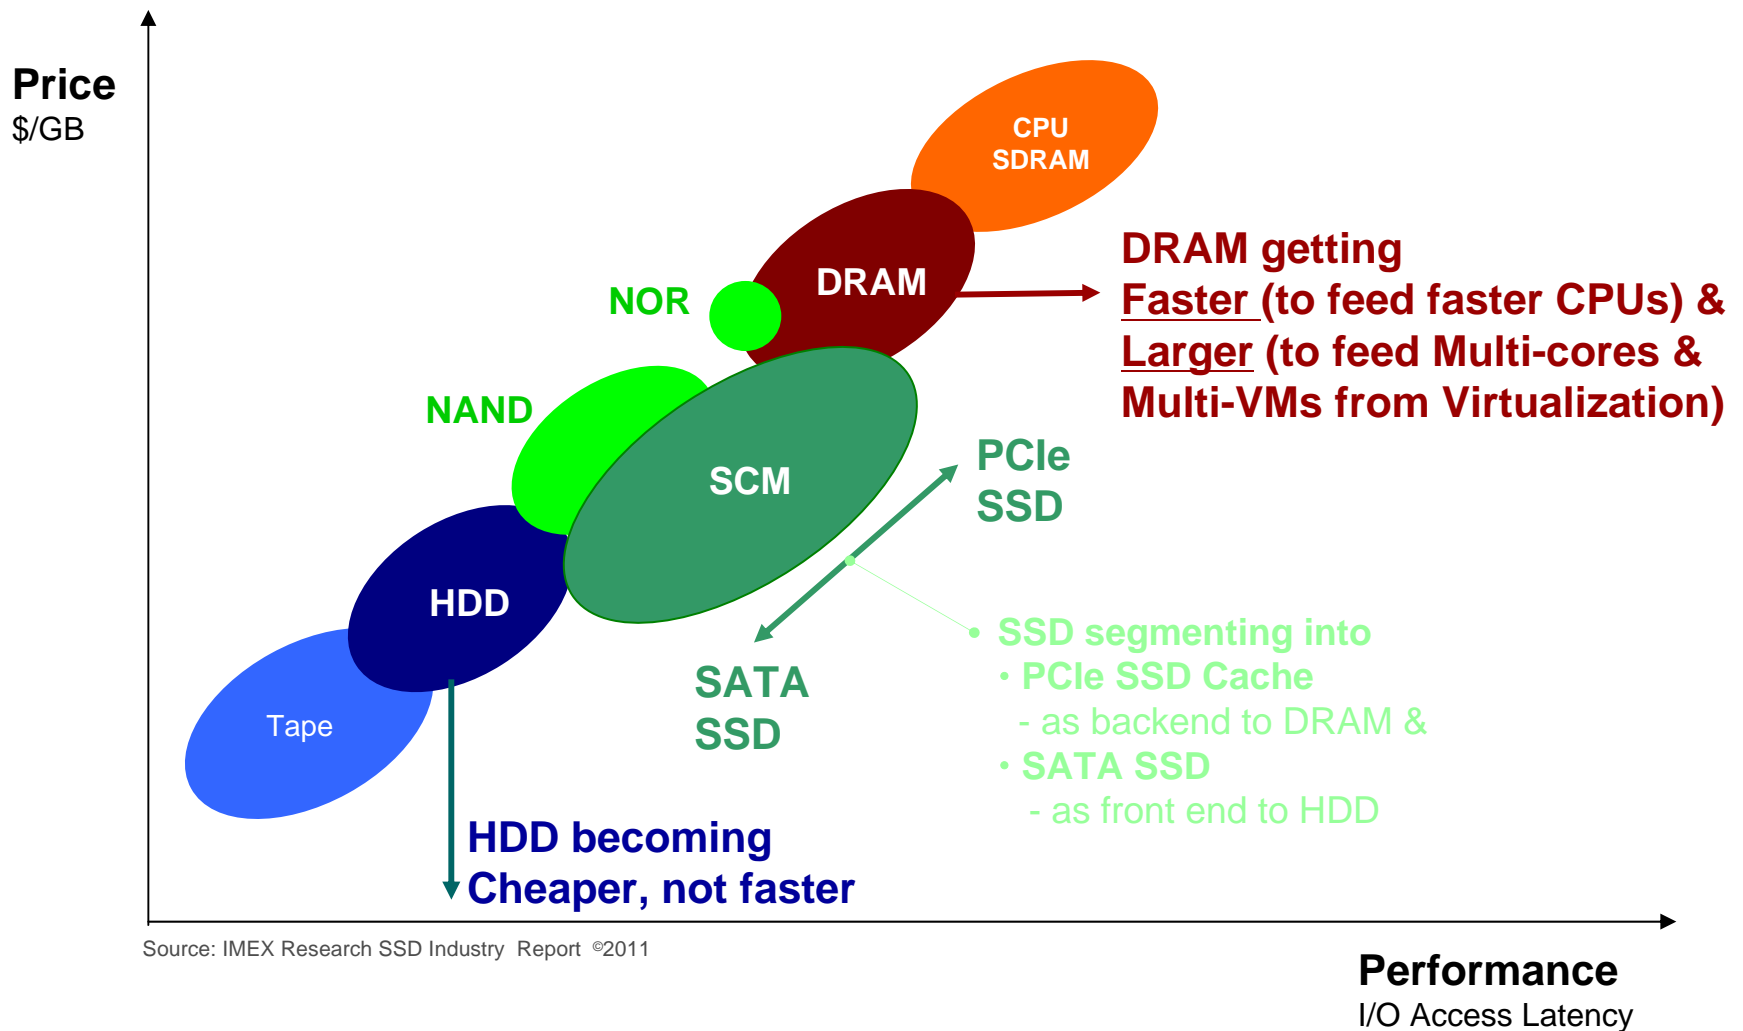 Price
$/GB
CPU
SDRAM
DRAM
NOR
DRAM getting
Faster (to feed faster CPUs) &
Larger (to feed Multi-cores &
Multi-VMs from Virtualization)
NAND
SCM
PCIe
SSD
HDD
SATA
SSD
SSD segmenting into
• PCIe SSD Cache
- as backend to DRAM &
• SATA SSD
- as front end to HDD
Tape
HDD becoming
Cheaper, not faster
Source: IMEX Research SSD Industry Report ©2011
Performance
I/O Access Latency